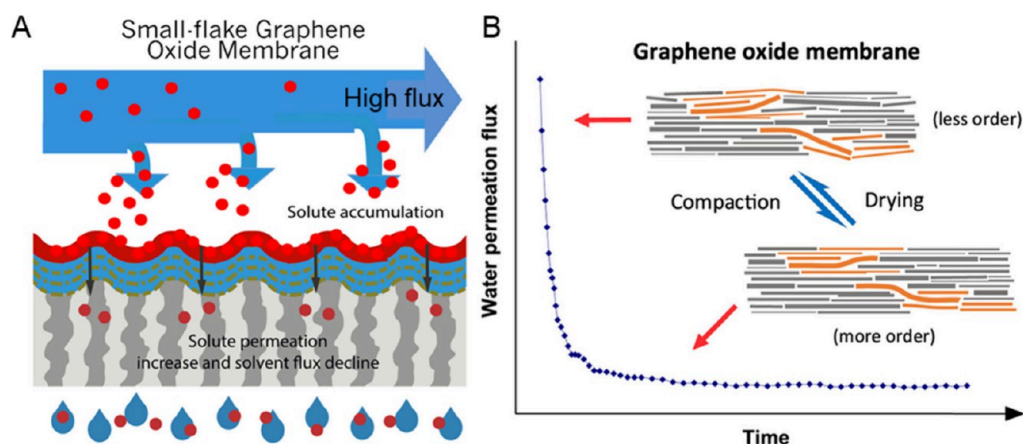 A
Small-flake Graphene
Oxide Membrane
High flux
Solute accumulation
Solute permeation
increase and solvent flux decline
B
Graphene oxide membrane
(less order)
Compaction
Drying
(more order)
Water permeation flux
Time